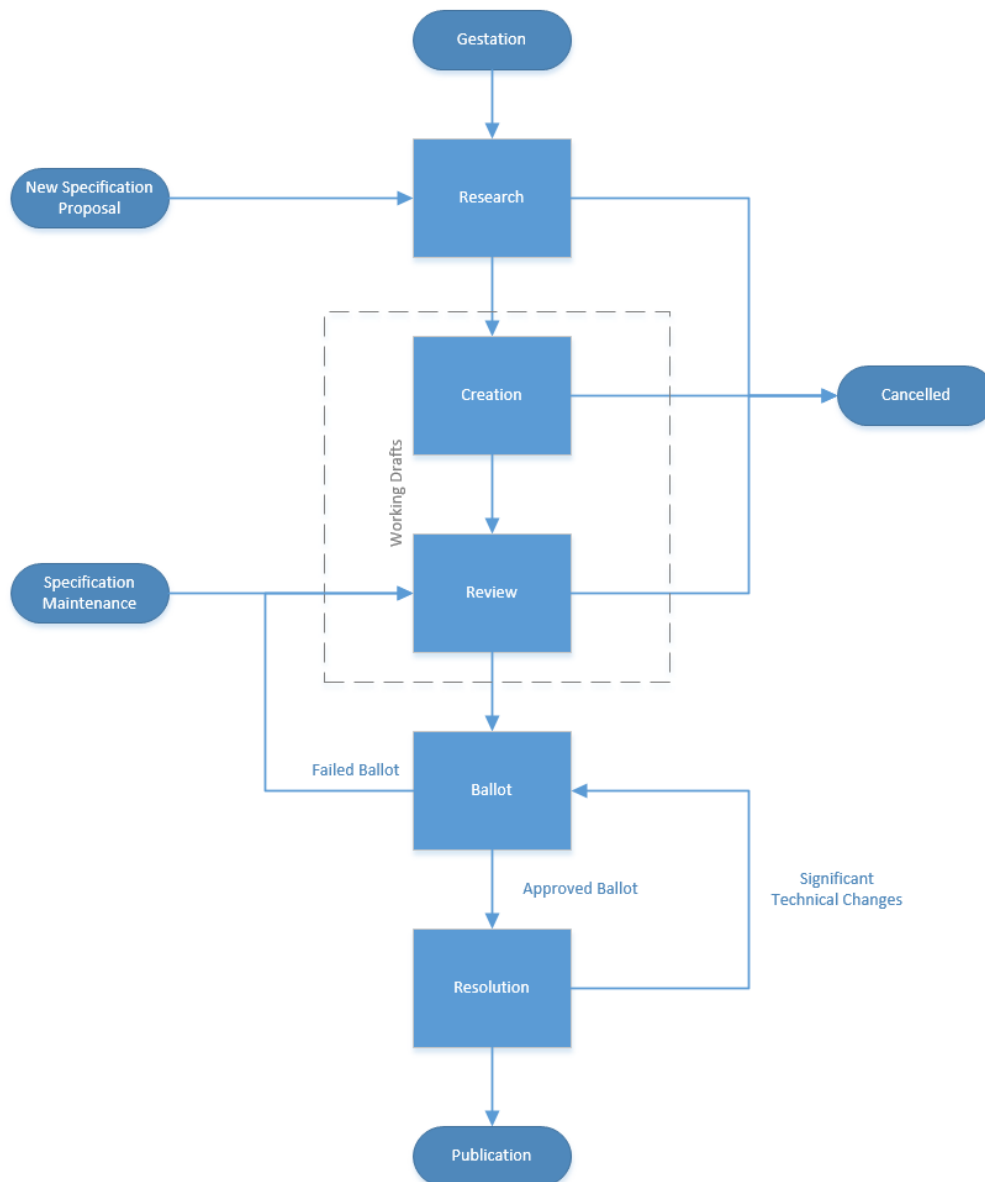 Gestation
New Specification
Proposal
Research
Creation
Cancelled
Working Drafts
Specification
Maintenance
Review
Failed Ballot
Ballot
Approved Ballot
Significant
Technical Changes
Resolution
Publication